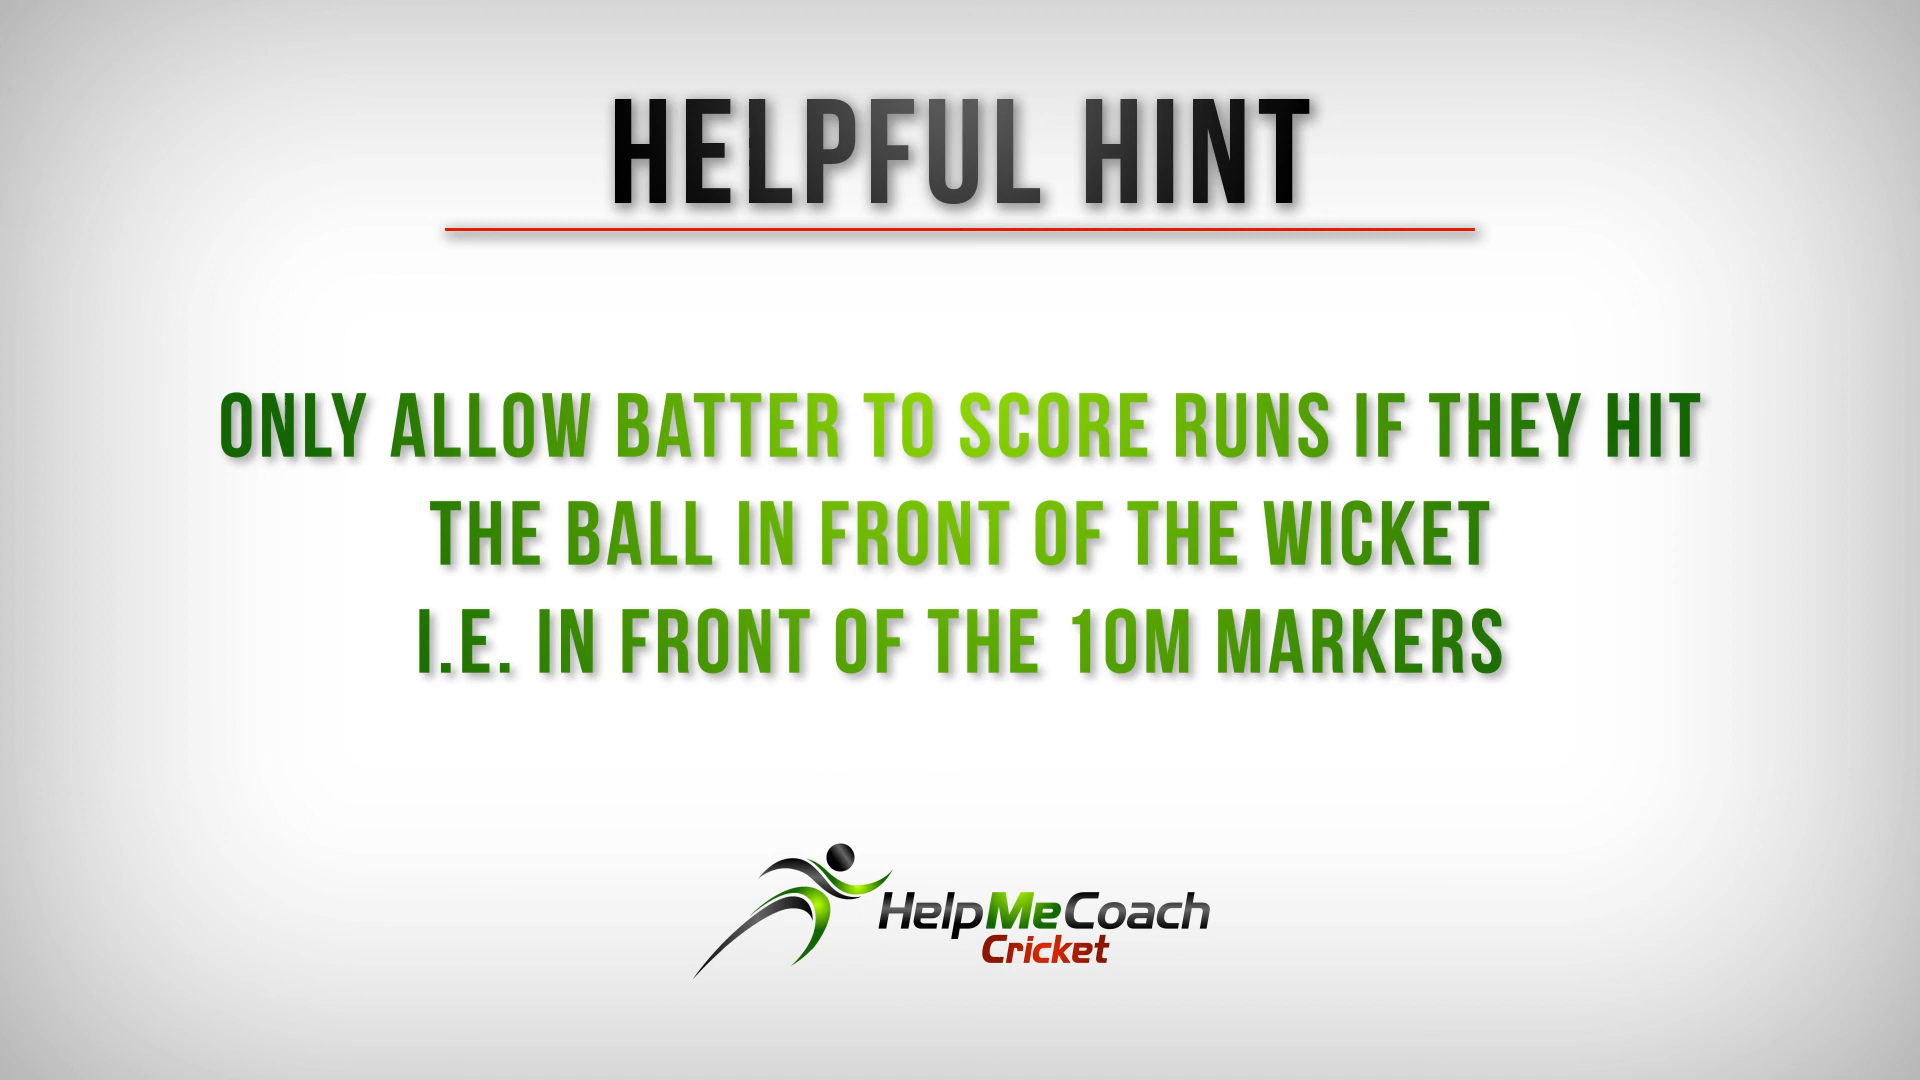 HELPFUL HINT
ONLY ALLOW BATTER TO SCORE RUNS IF THEY HIT
THE BALL IN FRONT OF THE WICKET
I.E. IN FRONT OF THE 10M MARKERS
HelpMeCoach
Cricket